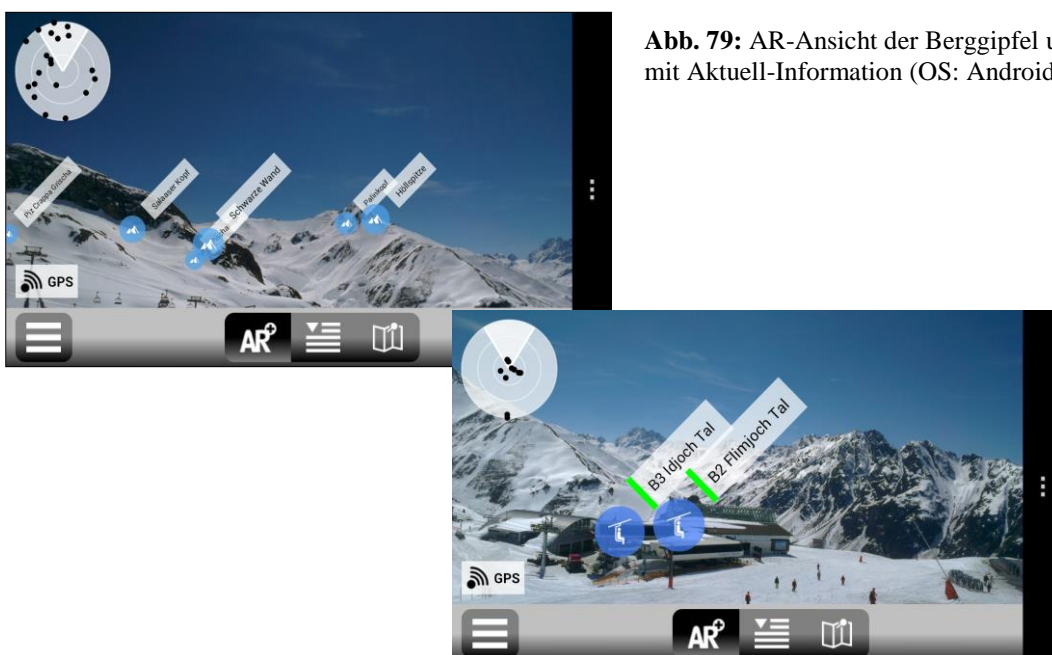 Abb. 79: AR-Ansicht der Berggipfel
mit Aktuell-Information (OS: Android
Piz Crappa Grischa
Salaaser Kopf
Schwarze Wand
Palinkopf
Höllspitze
GPS
AR
B3 Idjoch Tal
B2 Flimjoch Tal
GPS
AR